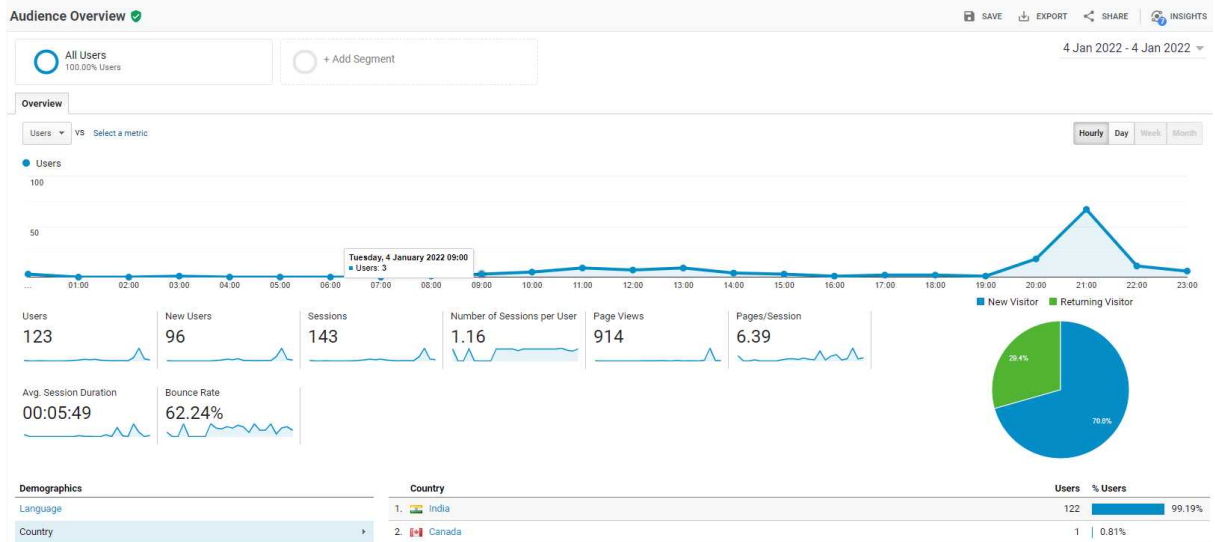 Audience Overview
SAVE EXPORT SHARE INSIGHTS
All Users
100.00% Users
+ Add Segment
4 Jan 2022 - 4 Jan 2022
Overview
Users VS Select a metric
Hourly Day Week Month
Users
100
50
Tuesday, 4 January 2022 09:00
Users: 3
... 01:00 02:00 03:00 04:00 05:00 06:00 07:00 08:00 09:00 10:00 11:00 12:00 13:00 14:00 15:00 16:00 17:00 18:00 19:00 20:00 21:00 22:00 23:00
New Visitor Returning Visitor
Users
123
New Users
96
Sessions
143
Number of Sessions per User
1.16
Page Views
914
Pages/Session
6.39
Avg. Session Duration
00:05:49
Bounce Rate
62.24%
29.4%
70.6%
Demographics
Language
Country
Country Users % Users
1. India 122 99.19%
2. Canada 1 0.81%